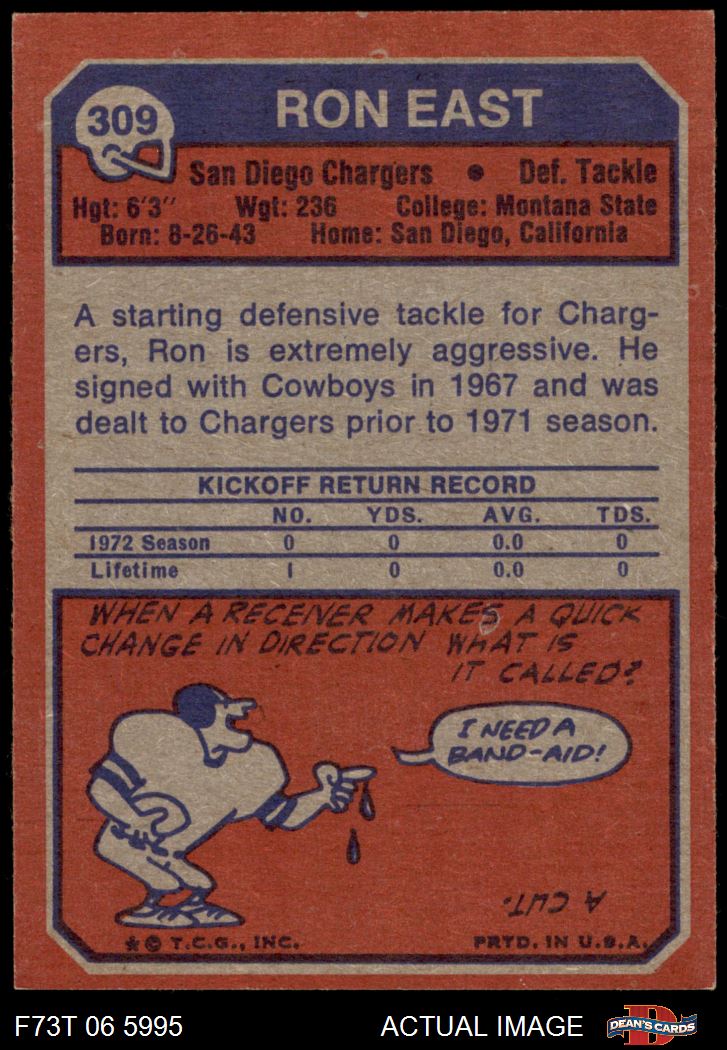 309
RON EAST
San Diego Chargers • Def. Tackle
Hgt: 6'3" Wgt: 236 College: Montana State
Born: 8-26-43 Home: San Diego, California
A starting defensive tackle for Charg-
ers, Ron is extremely aggressive. He
signed with Cowboys in 1967 and was
dealt to Chargers prior to 1971 season.
KICKOFF RETURN RECORD
NO. YDS. AVG. TDS.
1972 Season 0 0 0.0 0
Lifetime 1 0 0.0 0
WHEN A RECEIVER MAKES A QUICK
CHANGE IN DIRECTION WHAT IS
IT CALLED?
I NEED A
BAND-AID!
A CUT.
★ © T.C.G., INC. PRTD. IN U.S.A.
F73T 06 5995 ACTUAL IMAGE D DEAN'S CARDS